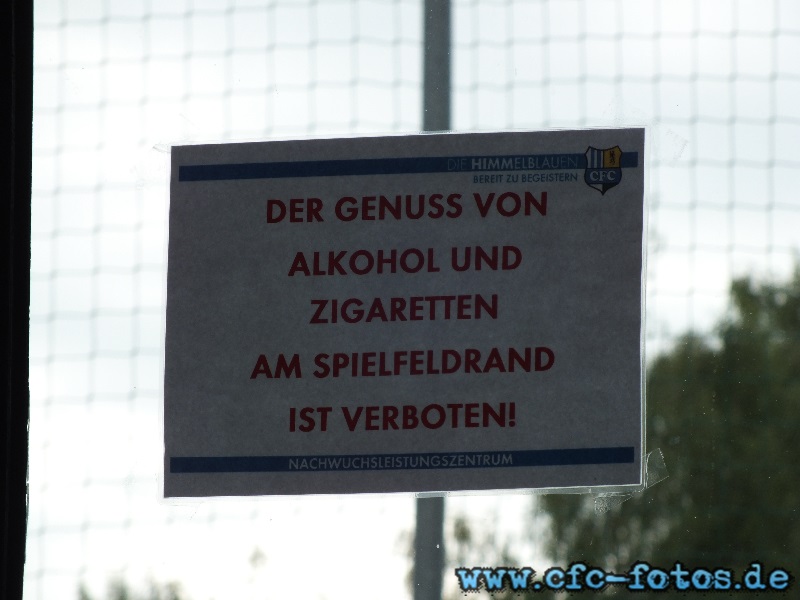 DIE HIMMELBLAUEN
BEREIT ZU BEGEISTERN
CFC
DER GENUSS VON
ALKOHOL UND
ZIGARETTEN
AM SPIELFELDRAND
IST VERBOTEN!
NACHWUCHSLEISTUNGSZENTRUM
www.cfc-fotos.de